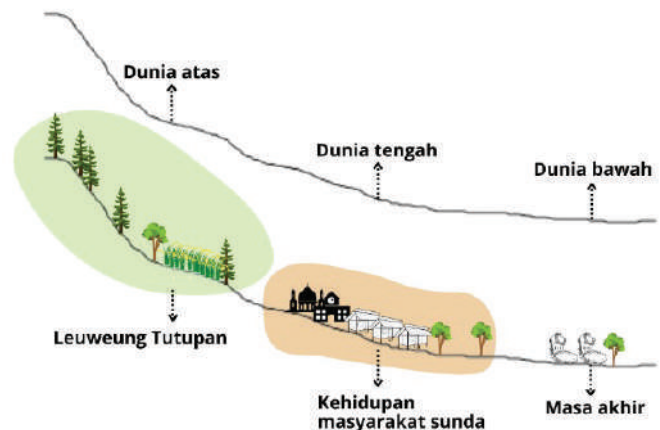 Dunia atas
Dunia tengah
Dunia bawah
Leuweung Tutupan
Kehidupan
masyarakat sunda
Masa akhir